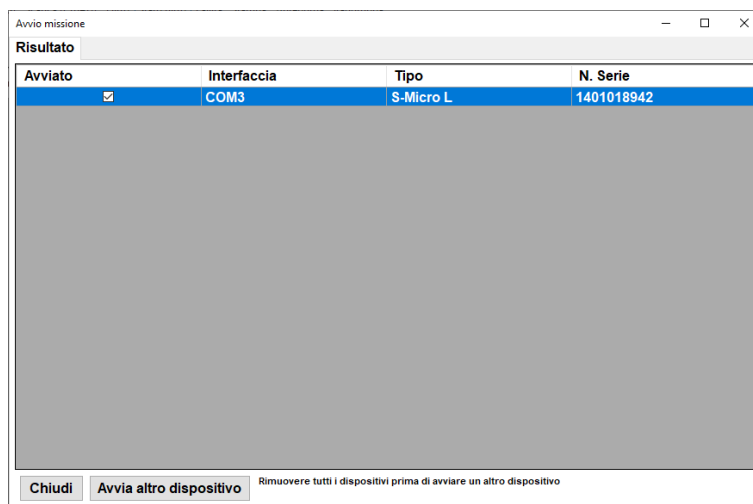 Avvio missione
Risultato
Avviato Interfaccia Tipo N. Serie
COM3 S-Micro L 1401018942
Chiudi Avvia altro dispositivo Rimuovere tutti i dispositivi prima di avviare un altro dispositivo